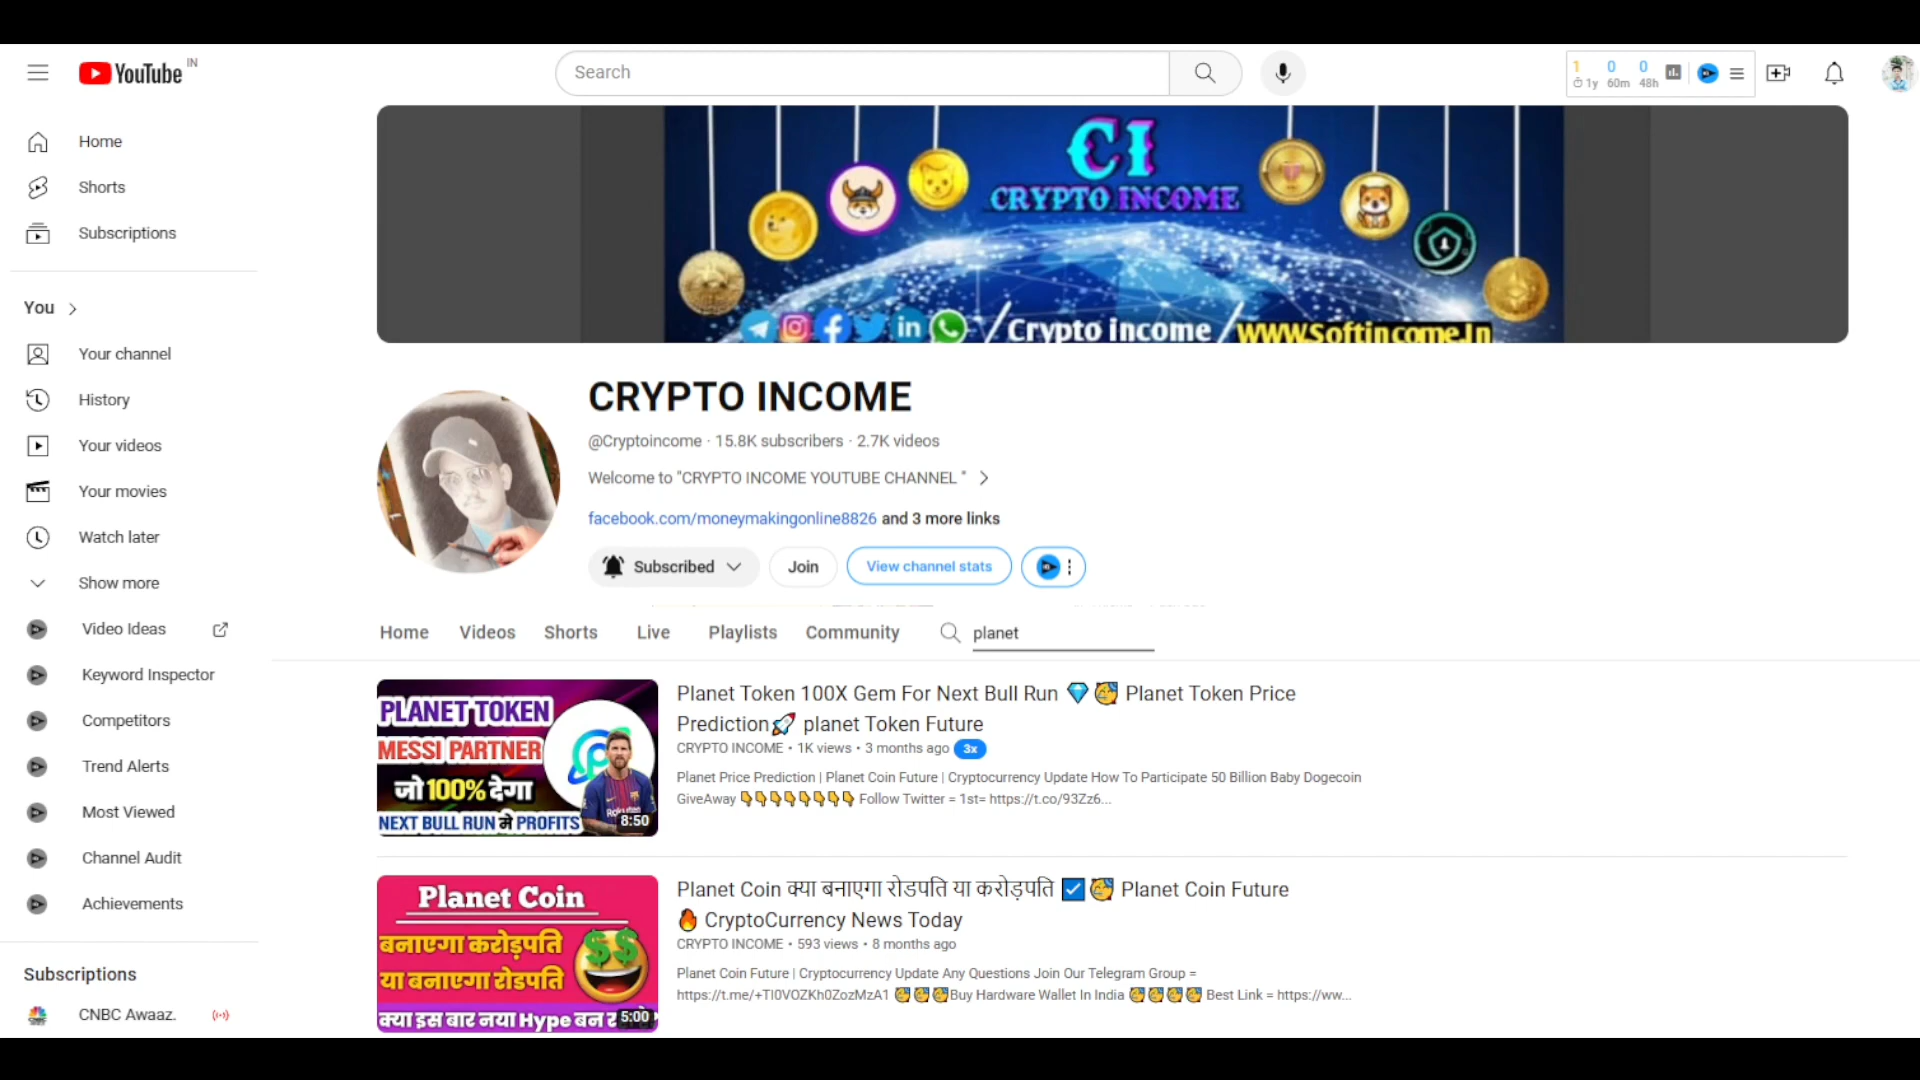 YouTube IN
Search
1 0 0
1y 60m 48h
Home
Shorts
Subscriptions
You
Your channel
History
Your videos
Your movies
Watch later
Show more
Video Ideas
Keyword Inspector
Competitors
Trend Alerts
Most Viewed
Channel Audit
Achievements
Subscriptions
CNBC Awaaz.
CI
CRYPTO INCOME
/Crypto income/WWW.Softincome.In
CRYPTO INCOME
@Cryptoincome · 15.8K subscribers · 2.7K videos
Welcome to "CRYPTO INCOME YOUTUBE CHANNEL "
facebook.com/moneymakingonline8826 and 3 more links
Subscribed
Join
View channel stats
Home Videos Shorts Live Playlists Community planet
PLANET TOKEN
MESSI PARTNER
जो 100% देगा
NEXT BULL RUN मे PROFITS
8:50
Planet Token 100X Gem For Next Bull Run 💎🥳 Planet Token Price
Prediction🚀 planet Token Future
CRYPTO INCOME • 1K views • 3 months ago 3x
Planet Price Prediction | Planet Coin Future | Cryptocurrency Update How To Participate 50 Billion Baby Dogecoin
GiveAway 👇👇👇👇👇👇👇👇 Follow Twitter = 1st= https://t.co/93Zz6...
Planet Coin
बनाएगा करोड़पति
या बनाएगा रोडपति
क्या इस बार नया Hype बन
5:00
Planet Coin क्या बनाएगा रोडपति या करोड़पति ☑️🥳 Planet Coin Future
🔥 CryptoCurrency News Today
CRYPTO INCOME • 593 views • 8 months ago
Planet Coin Future | Cryptocurrency Update Any Questions Join Our Telegram Group =
https://t.me/+TI0VOZKh0ZozMzA1 🥳🥳🥳Buy Hardware Wallet In India 🥳🥳🥳🥳 Best Link = https://ww...